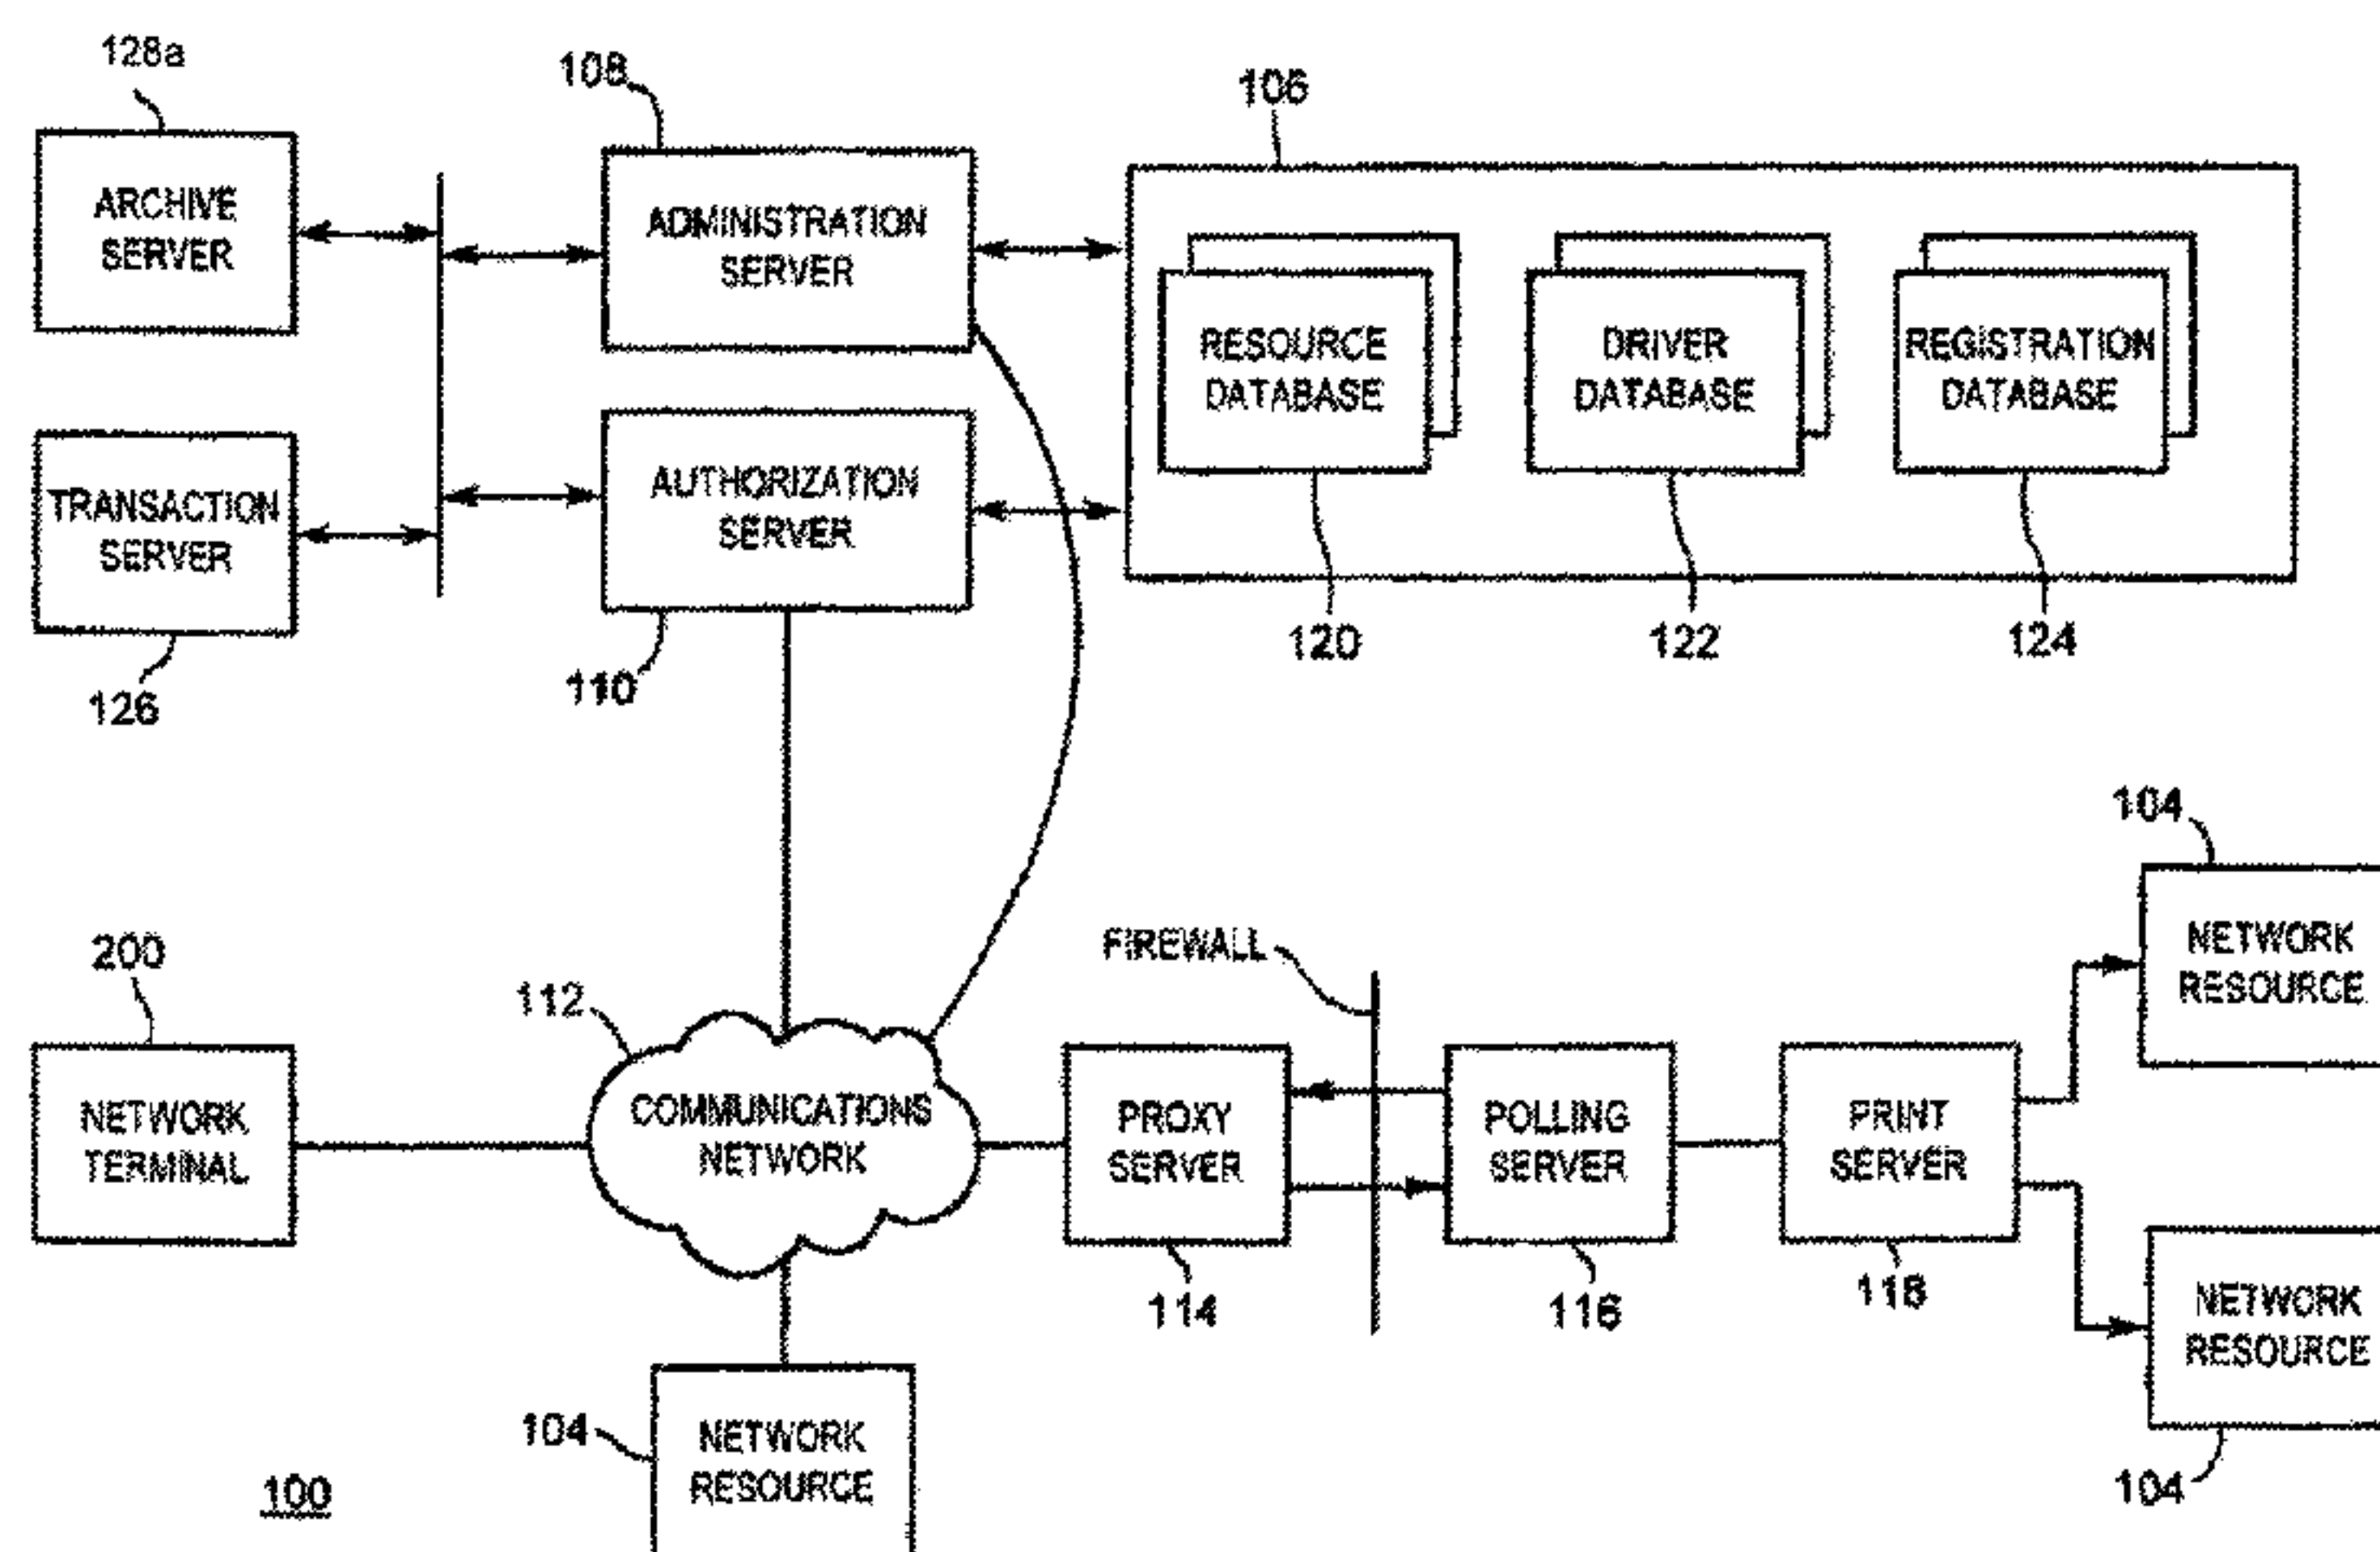 128a
108
106
ARCHIVE
SERVER
ADMINISTRATION
SERVER
RESOURCE
DATABASE
DRIVER
DATABASE
REGISTRATION
DATABASE
TRANSACTION
SERVER
AUTHORIZATION
SERVER
120
122
124
126
110
104
200
112
FIREWALL
NETWORK
RESOURCE
NETWORK
TERMINAL
COMMUNICATIONS
NETWORK
PROXY
SERVER
POLLING
SERVER
PRINT
SERVER
114
116
118
NETWORK
RESOURCE
104
NETWORK
RESOURCE
104
100